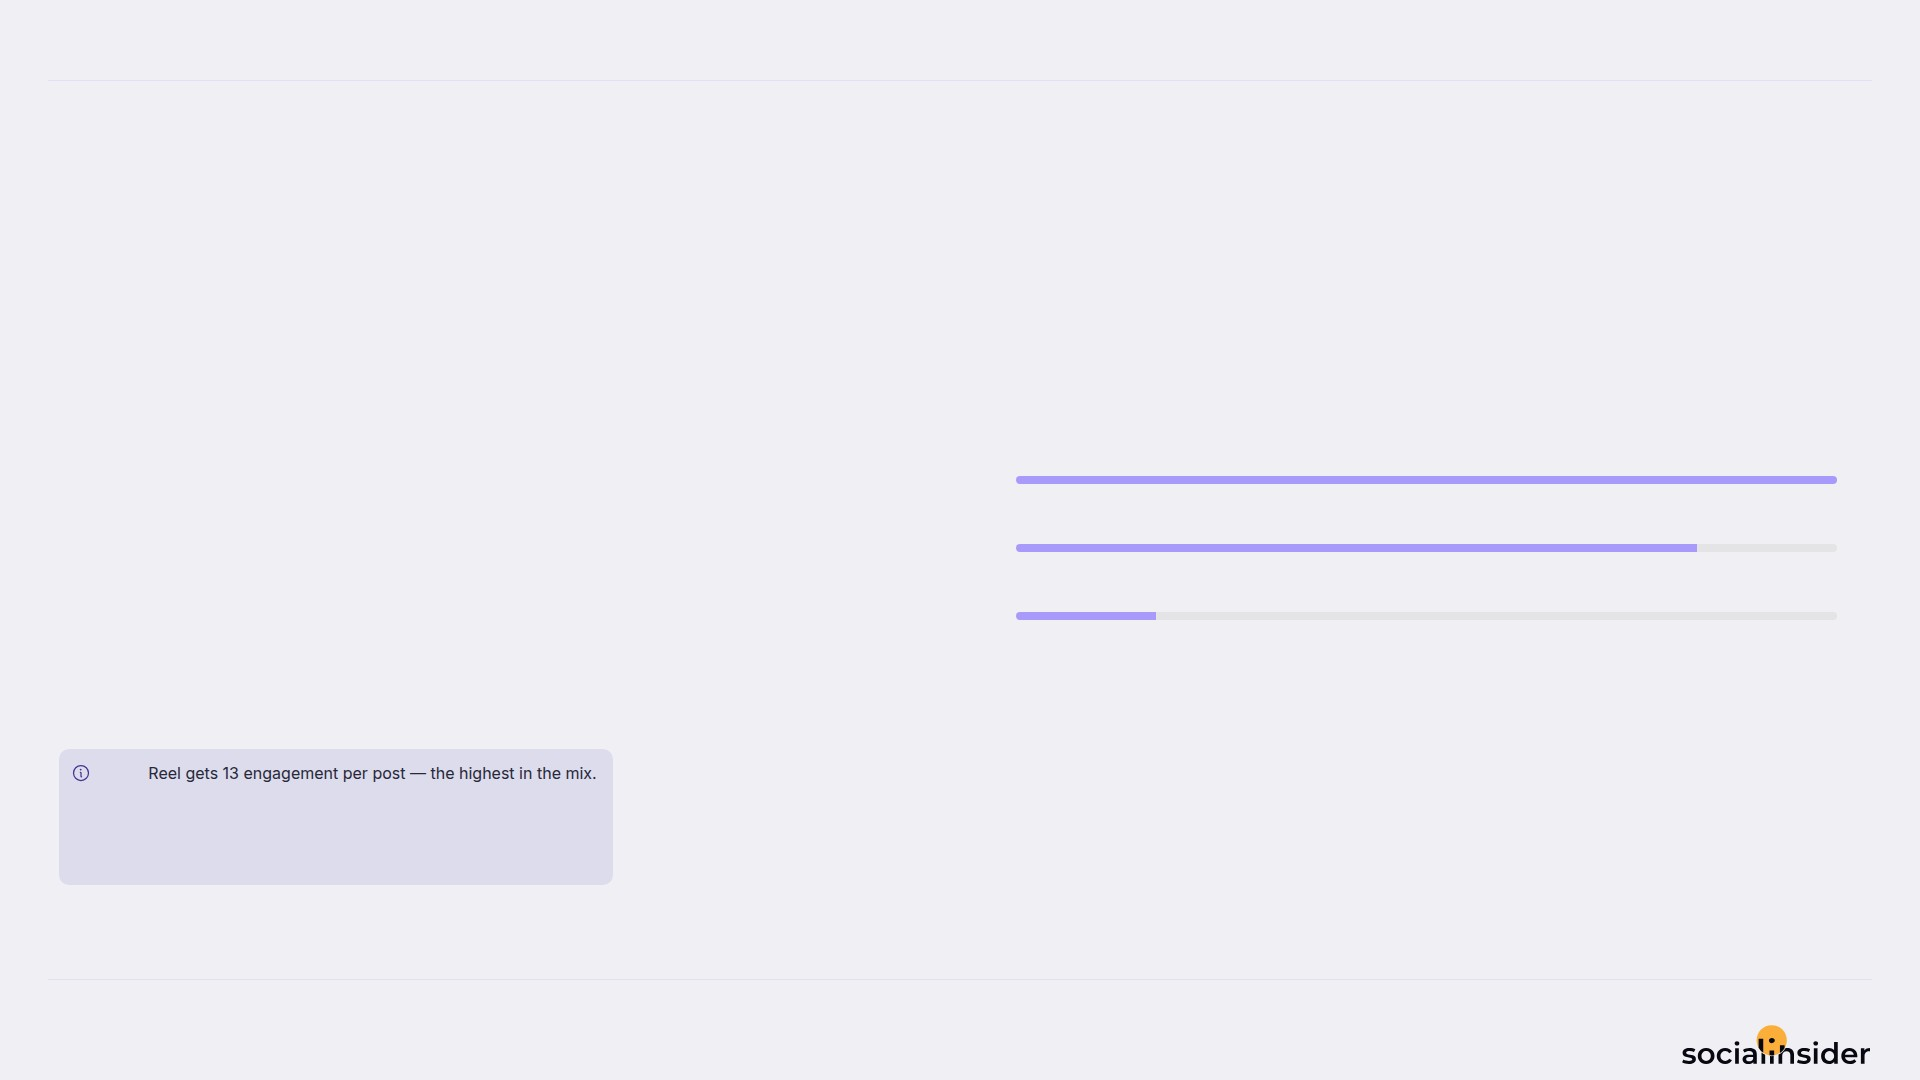 Reel gets 13 engagement per post — the highest in the mix.
socialinsider